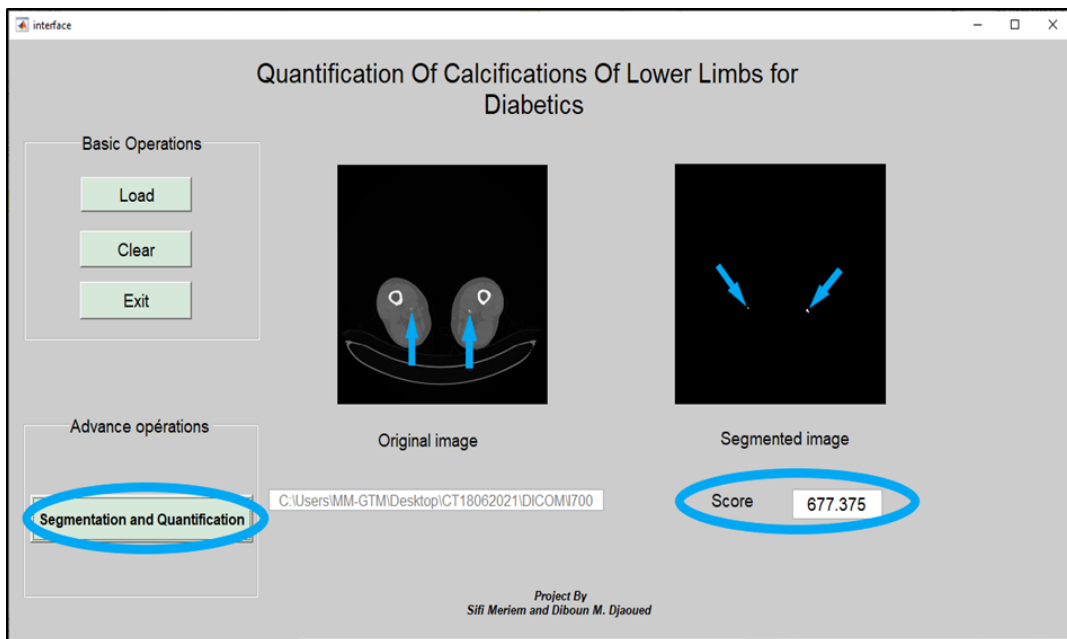 interface
Quantification Of Calcifications Of Lower Limbs for
Diabetics
Basic Operations
Load
Clear
Exit
Original image
Segmented image
Advance opérations
Segmentation and Quantification
C:\Users\MM-GTM\Desktop\CT18062021\DICOM\I700
Score
677.375
Project By
Sifi Meriem and Diboun M. Djaoued